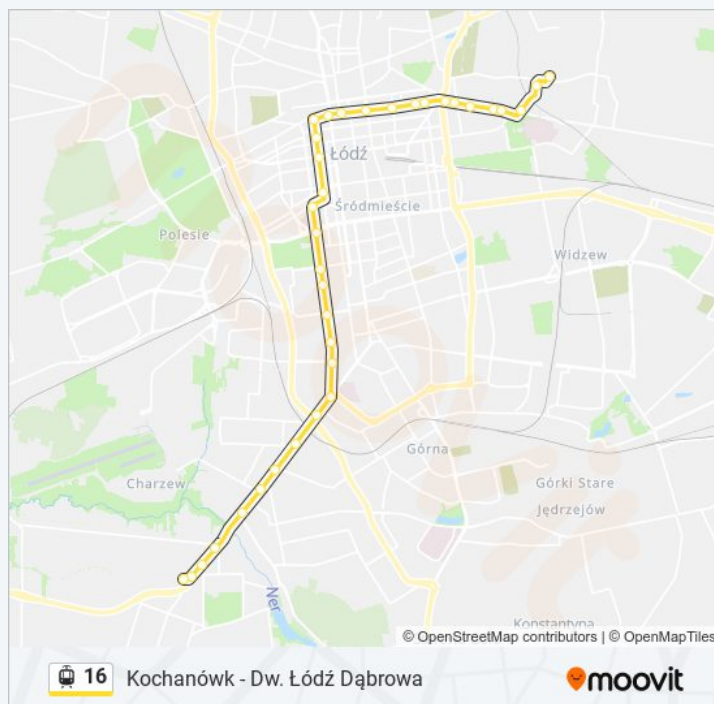 Łódź
Śródmieście
Polesie
Widzew
Górna
Charzew
Górki Stare
Jędrzejów
Ner
Konstantyna
© OpenStreetMap contributors | © OpenMapTiles
16 Kochanówk - Dw. Łódź Dąbrowa
moovit